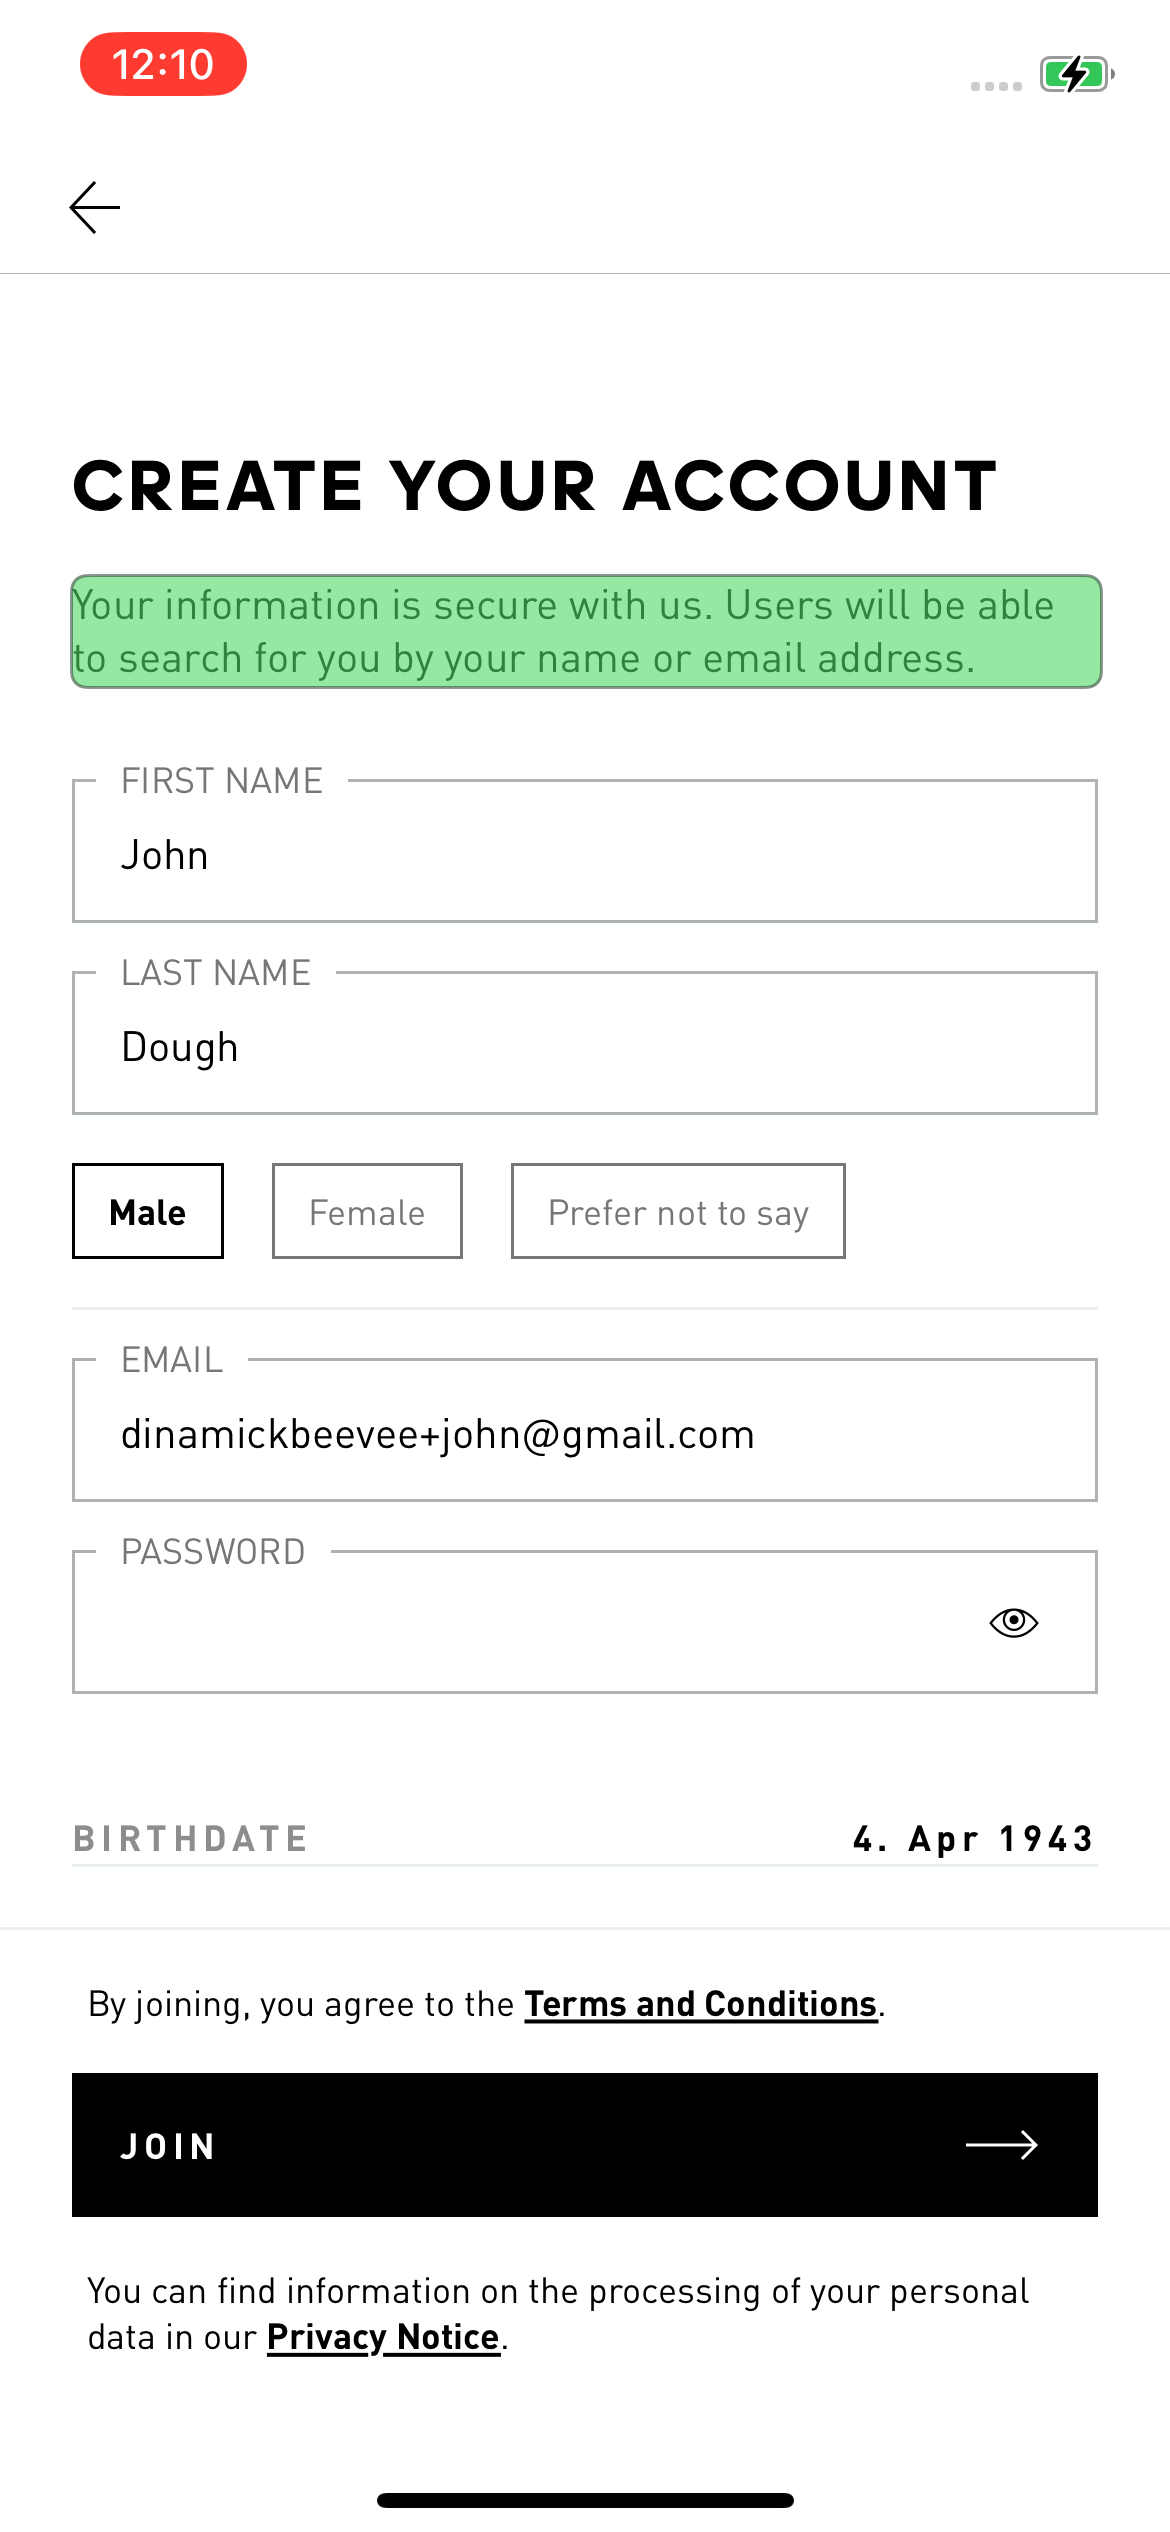 12:10
CREATE YOUR ACCOUNT
Your information is secure with us. Users will be able
to search for you by your name or email address.
FIRST NAME
John
LAST NAME
Dough
Male Female Prefer not to say
EMAIL
dinamickbeevee+john@gmail.com
PASSWORD
BIRTHDATE 4. Apr 1943
By joining, you agree to the Terms and Conditions.
JOIN
You can find information on the processing of your personal
data in our Privacy Notice.